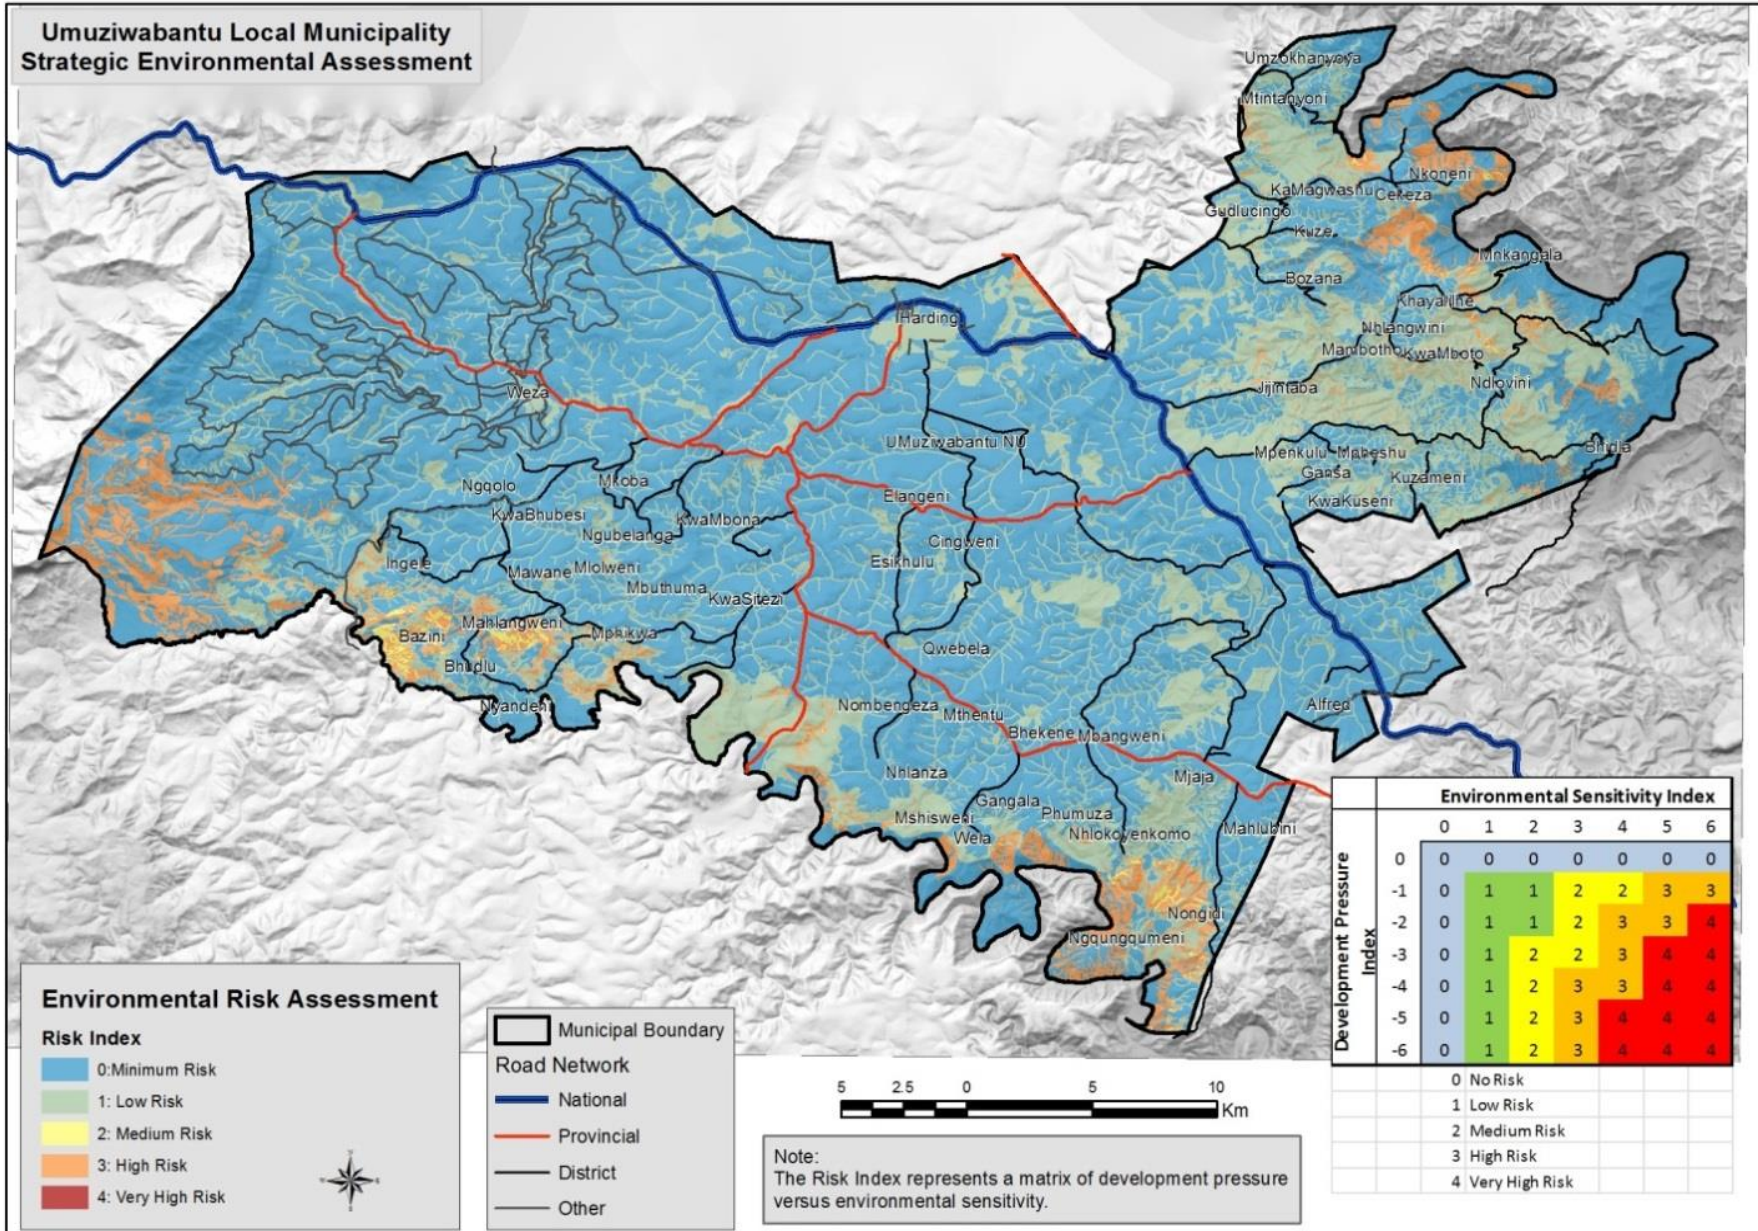 Umuziwabantu Local Municipality
Strategic Environmental Assessment
Umzokhanyoya
Mtintanyoni
Nkoneni
KaMagwashu
Cekeza
Gudlucingo
Kuze
Mnkangala
Bozana
Khayalihe
Harding
Nhlangwini
Mambotho
KwaMboto
Ndlovini
Jijintaba
Weza
UMuziwabantu NU
Mpenkulu
Mpheshu
Bhidla
Gansa
Kuzameni
KwaKuseni
Mkoba
Ngqolo
Elangeni
KwaBhubesi
KwaMbona
Ngubelanga
Cingweni
Ingele
Esikhulu
Mawane
Mlolweni
Mbuthuma
KwaSitezi
Mahlangweni
Bazini
Mphikwa
Qwebela
Bhudlu
Nyandeni
Nombengeza
Mthentu
Alfred
Bhekene
Mbangweni
Nhlanza
Mjaja
Gangala
Mshisweni
Phumuza
Wela
Nhlokoyenkomo
Mahlubini
Nongidi
Ngqungqumeni
Environmental Sensitivity Index
0 1 2 3 4 5 6
Development Pressure
Index
0 0 0 0 0 0 0 0
-1 0 1 1 2 2 3 3
-2 0 1 1 2 3 3 4
-3 0 1 2 2 3 4 4
-4 0 1 2 3 3 4 4
-5 0 1 2 3 4 4 4
-6 0 1 2 3 4 4 4
0 No Risk
1 Low Risk
2 Medium Risk
3 High Risk
4 Very High Risk
Environmental Risk Assessment
Risk Index
0:Minimum Risk
1: Low Risk
2: Medium Risk
3: High Risk
4: Very High Risk
Municipal Boundary
Road Network
National
Provincial
District
Other
5 2.5 0 5 10
Km
Note:
The Risk Index represents a matrix of development pressure
versus environmental sensitivity.